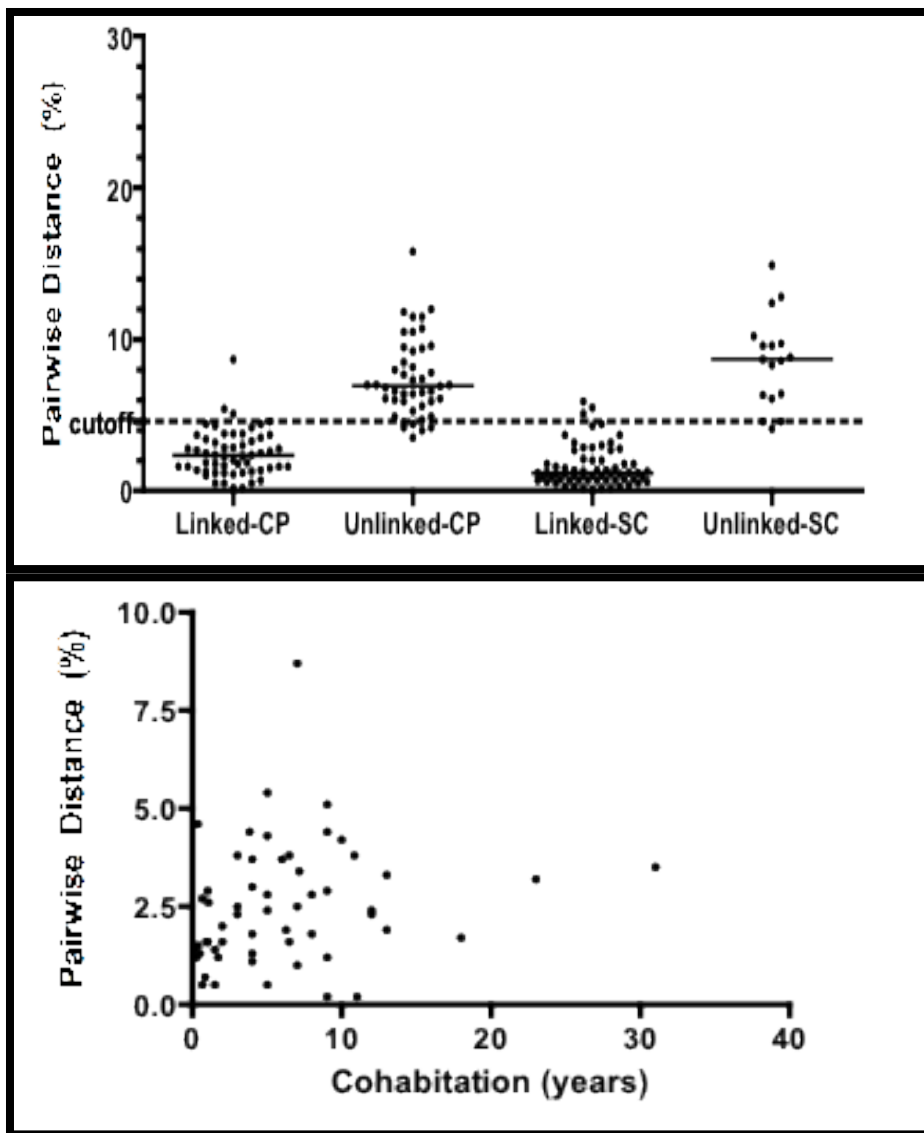 30
Pairwise Distance (%)
20
10
cutoff
0
Linked-CP Unlinked-CP Linked-SC Unlinked-SC
10.0
Pairwise Distance (%)
7.5
5.0
2.5
0.0
0 10 20 30 40
Cohabitation (years)